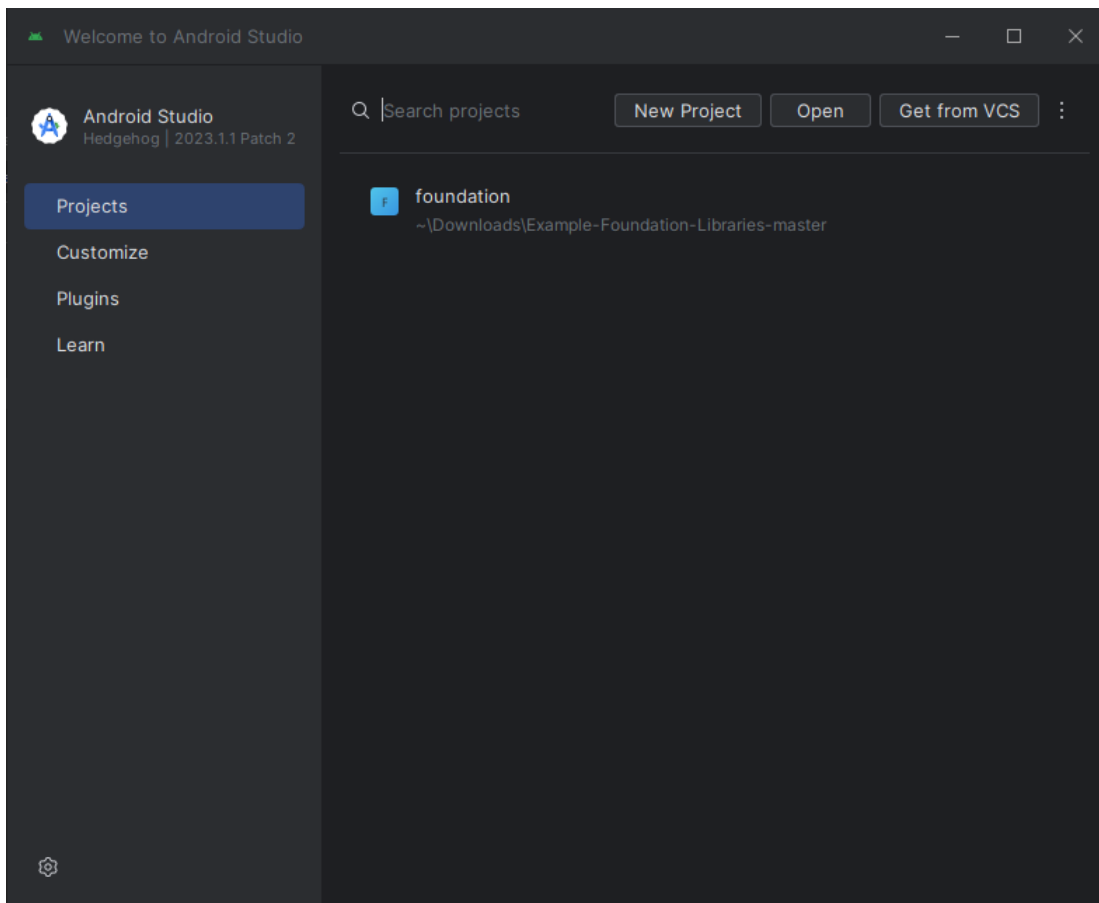 Welcome to Android Studio
Android Studio
Hedgehog | 2023.1.1 Patch 2
Projects
Customize
Plugins
Learn
Search projects
New Project
Open
Get from VCS
F
foundation
~\Downloads\Example-Foundation-Libraries-master